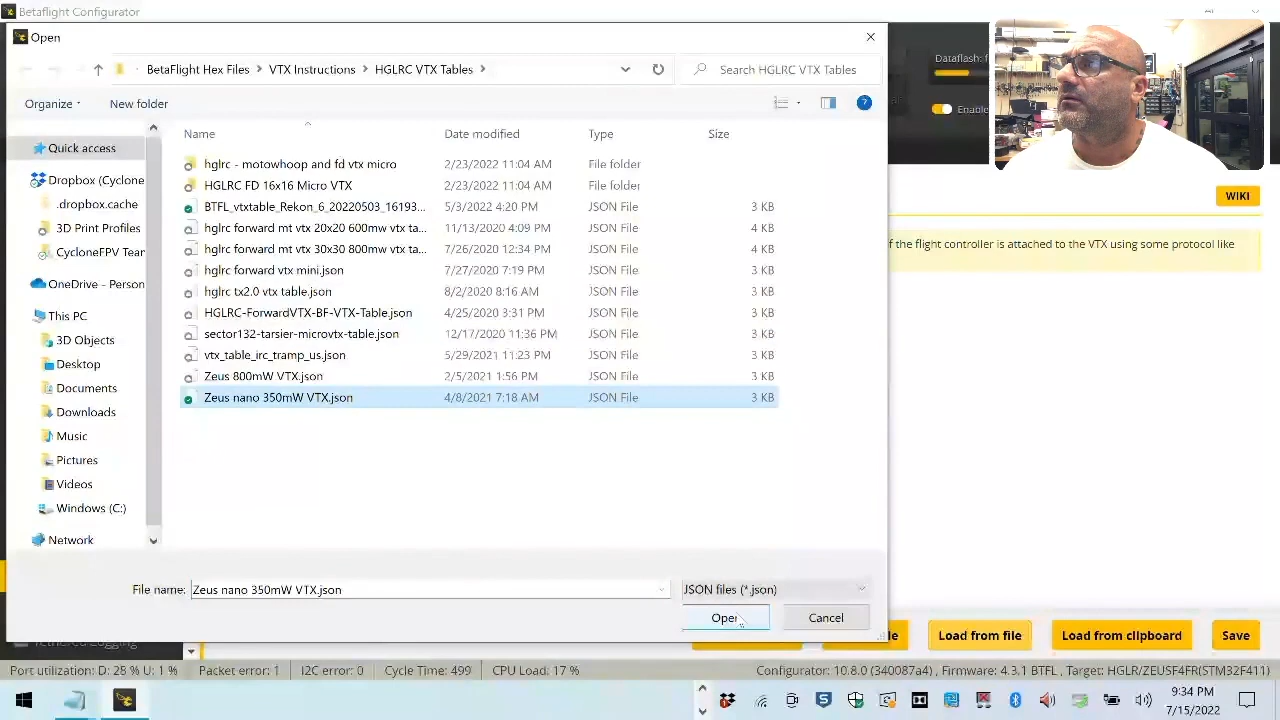 Betaflight Configurator
Open
BetaFlight Hex Files
HGLRC VTX Tables
Search HGLRC VTX Tables
Dataflash: f
Organize
New folder
Enable
Name
Date modified
Type
Size
Quick access
Dropbox (Cyclone
.dropbox.cache
3D Print Profiles
CycloneFPV Tean
OneDrive - Person
This PC
3D Objects
Desktop
Documents
Downloads
Music
Pictures
Videos
Windows (C:)
Network
hglrc - motowhoop and fd vtx micro 2/23/2022 11:04 AM File folder
HGLRC FD 16x16 Micro VTX 2/23/2022 11:04 AM File folder
BTFL_vtxtable_Rekon_6_20220503_16193... JSON File 3 KB
hglrc forward mt vtx 20x20 600mw vtx ta... 11/13/2020 4:09 PM JSON File 4 KB
hglrc forward mt vtx 30x30 800mw vtx ta... 7/26/2020 12:34 PM JSON File 4 KB
hglrc forward vtx mini.json 7/27/2020 7:19 PM JSON File 3 KB
hglrc tx2.0 vtx table.json 8/2/2020 8:16 AM JSON File 3 KB
HGLRC-ForwardVTX-BF-VTX-Table.json 4/25/2020 3:31 PM JSON File 3 KB
sector132-tarsier-microvtx-table.json 12/17/2020 11:36 PM JSON File 3 KB
vtx_table_irc_tramp_us.json 5/29/2021 11:23 PM JSON File 3 KB
Zeus 800mW VTX.json 2/5/2021 1:56 PM JSON File 3 KB
Zeus nano 350mW VTX.json 4/8/2021 7:18 AM JSON File 3 KB
WIKI
f the flight controller is attached to the VTX using some protocol like
File name: Zeus nano 350mW VTX.json
JSON files (*.json)
Open
Cancel
le
Load from file
Load from clipboard
Save
Port utilization: D: 28 % U: 1 %
Packet error: 1
I2C error: 0
Cycle Time: 499
CPU Load: 17 %
Configurator: 10.8.0 (340087a4) , Firmware: 4.3.1 BTFL , Target: HGLR/ZEUSF4FR(STM32F411)
9:34 PM
7/15/2022